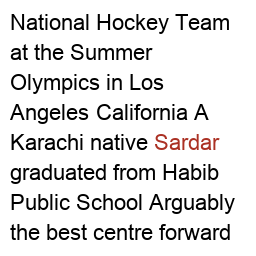 National Hockey Team
at the Summer
Olympics in Los
Angeles California A
Karachi native Sardar
graduated from Habib
Public School Arguably
the best centre forward